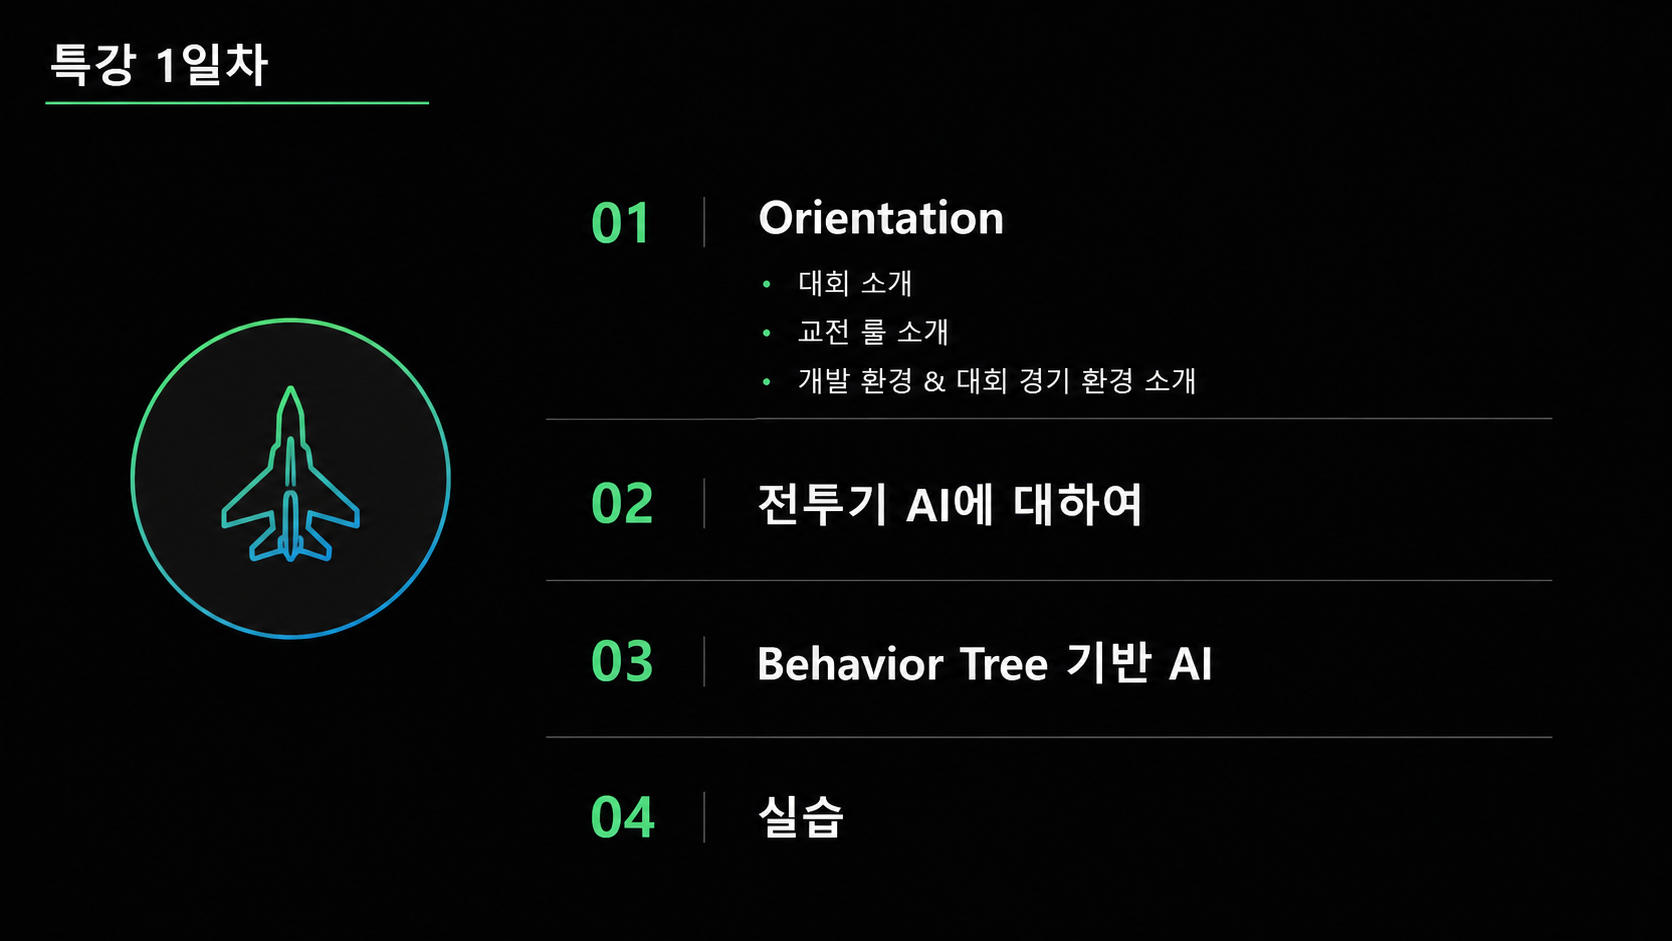 특강 1일차
01
Orientation
• 대회 소개
• 교전 룰 소개
• 개발 환경 & 대회 경기 환경 소개
02
전투기 AI에 대하여
03
Behavior Tree 기반 AI
04
실습